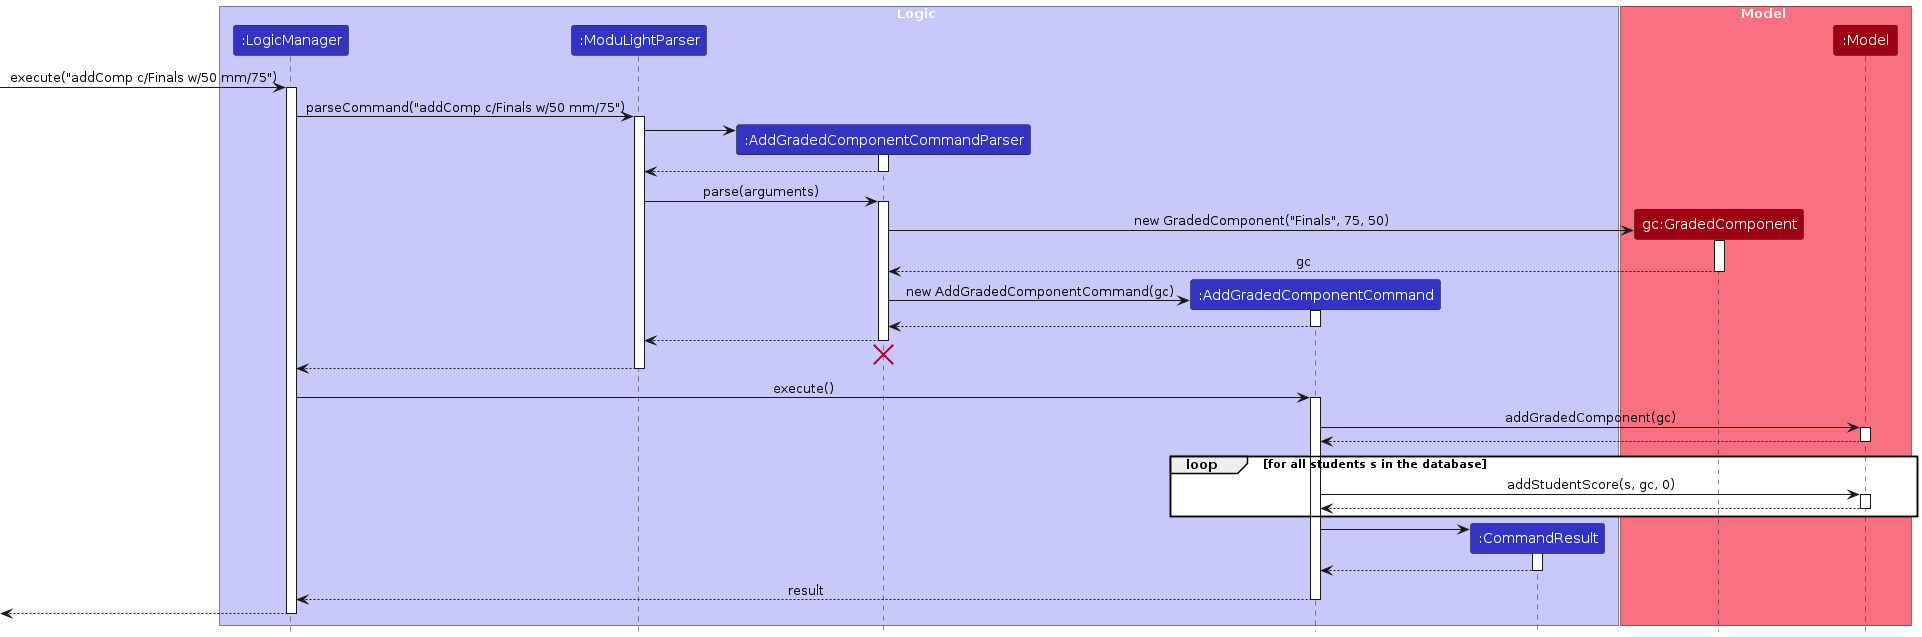 Logic
Model
:LogicManager
:ModuLightParser
:Model
execute("addComp c/Finals w/50 mm/75")
parseCommand("addComp c/Finals w/50 mm/75")
:AddGradedComponentCommandParser
parse(arguments)
new GradedComponent("Finals", 75, 50)
gc:GradedComponent
gc
new AddGradedComponentCommand(gc)
:AddGradedComponentCommand
execute()
addGradedComponent(gc)
loop
[for all students s in the database]
addStudentScore(s, gc, 0)
:CommandResult
result